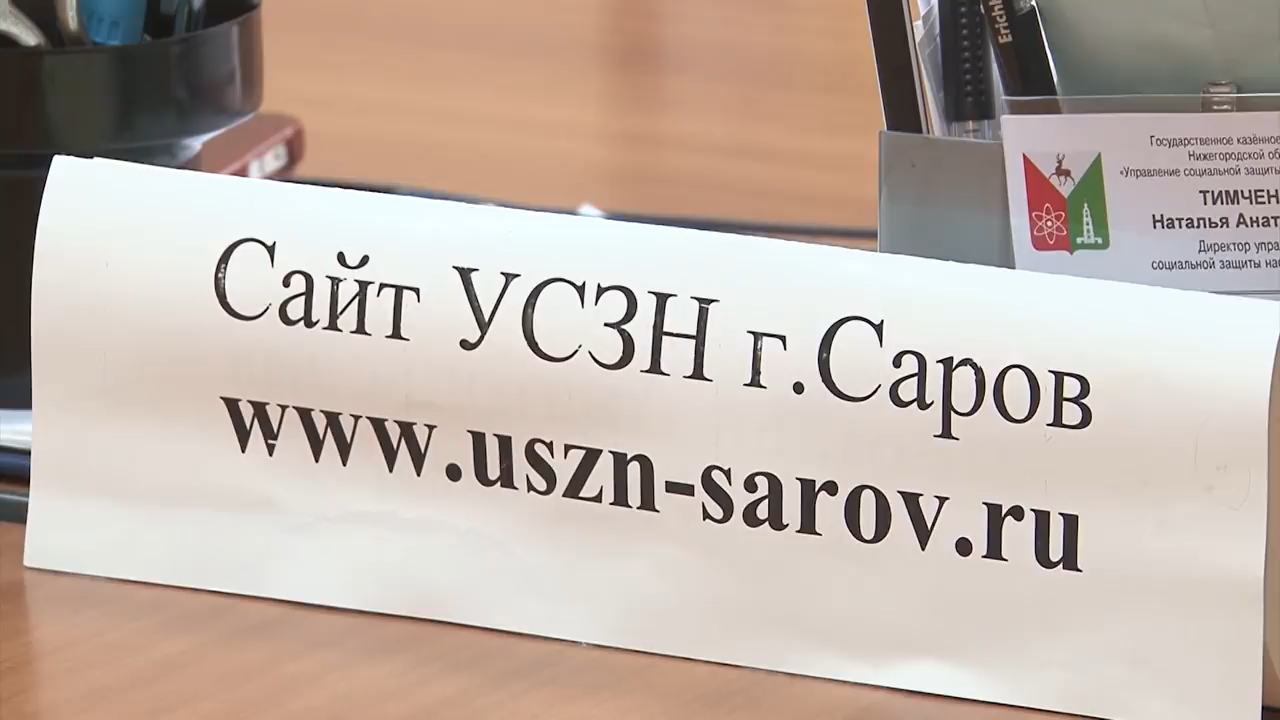 Сайт УСЗН г.Саров
www.uszn-sarov.ru
Erich
Государственное казённое
Нижегородской об
«Управление социальной защиты
ТИМЧЕН
Наталья Анат
Директор упра
социальной защиты нас